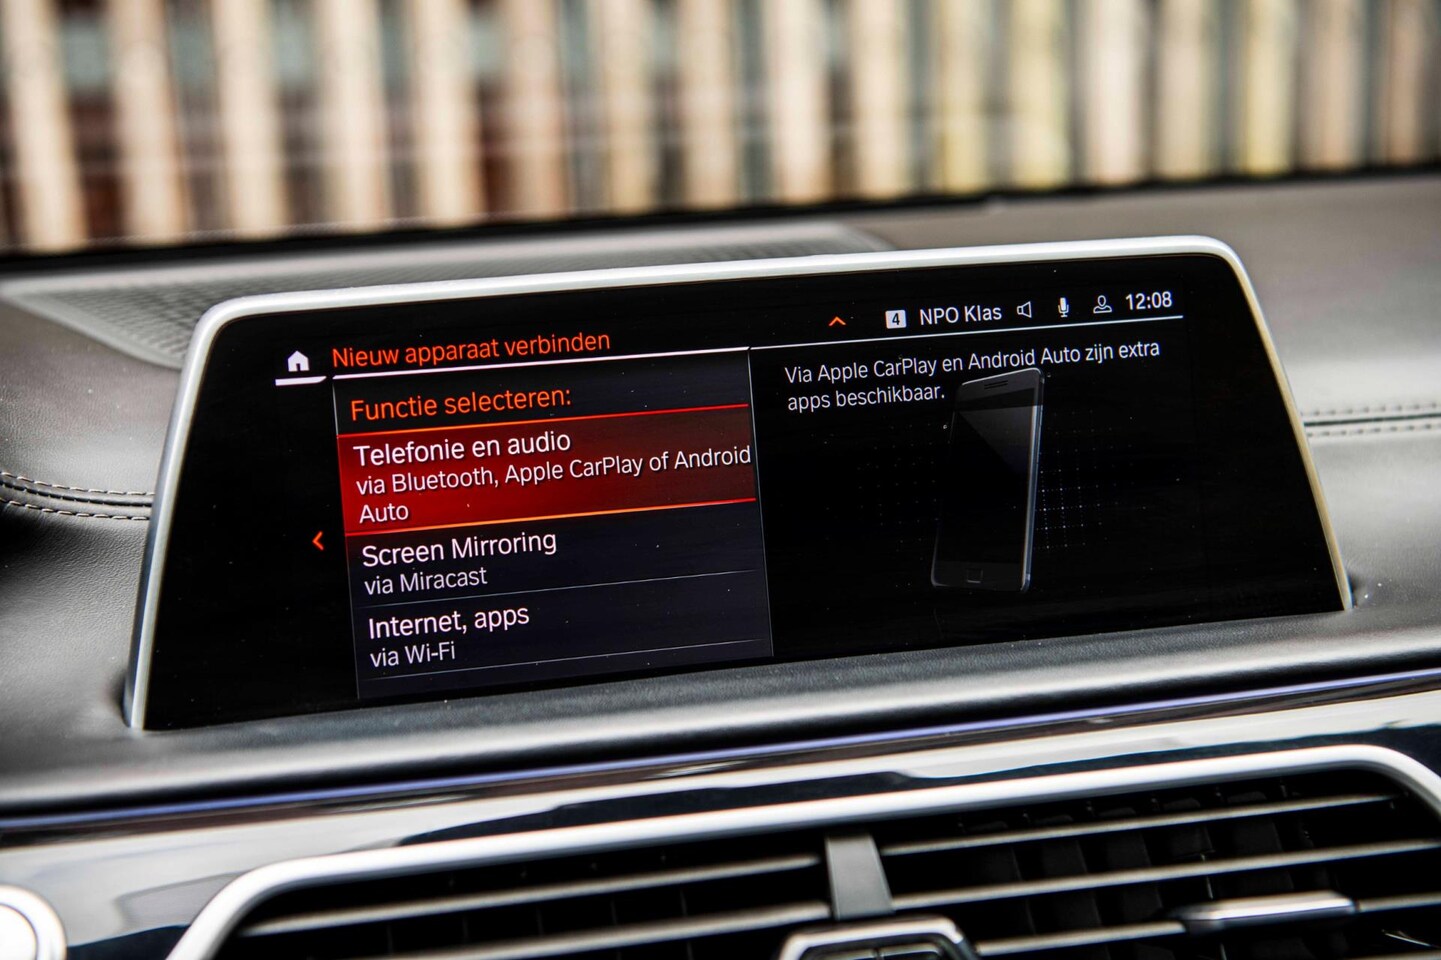 Nieuw apparaat verbinden
4 NPO Klas 12:08
Functie selecteren:
Telefonie en audio
via Bluetooth, Apple CarPlay of Android
Auto
Screen Mirroring
via Miracast
Internet, apps
via Wi-Fi
Via Apple CarPlay en Android Auto zijn extra
apps beschikbaar.